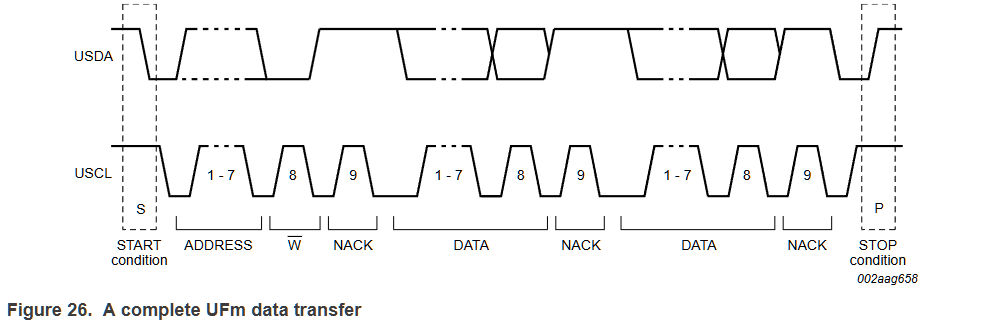 USDA
USCL
1 - 7
8
9
1 - 7
8
9
1 - 7
8
9
S
P
START
condition
ADDRESS
W̅
NACK
DATA
NACK
DATA
NACK
STOP
condition
002aag658
Figure 26. A complete UFm data transfer